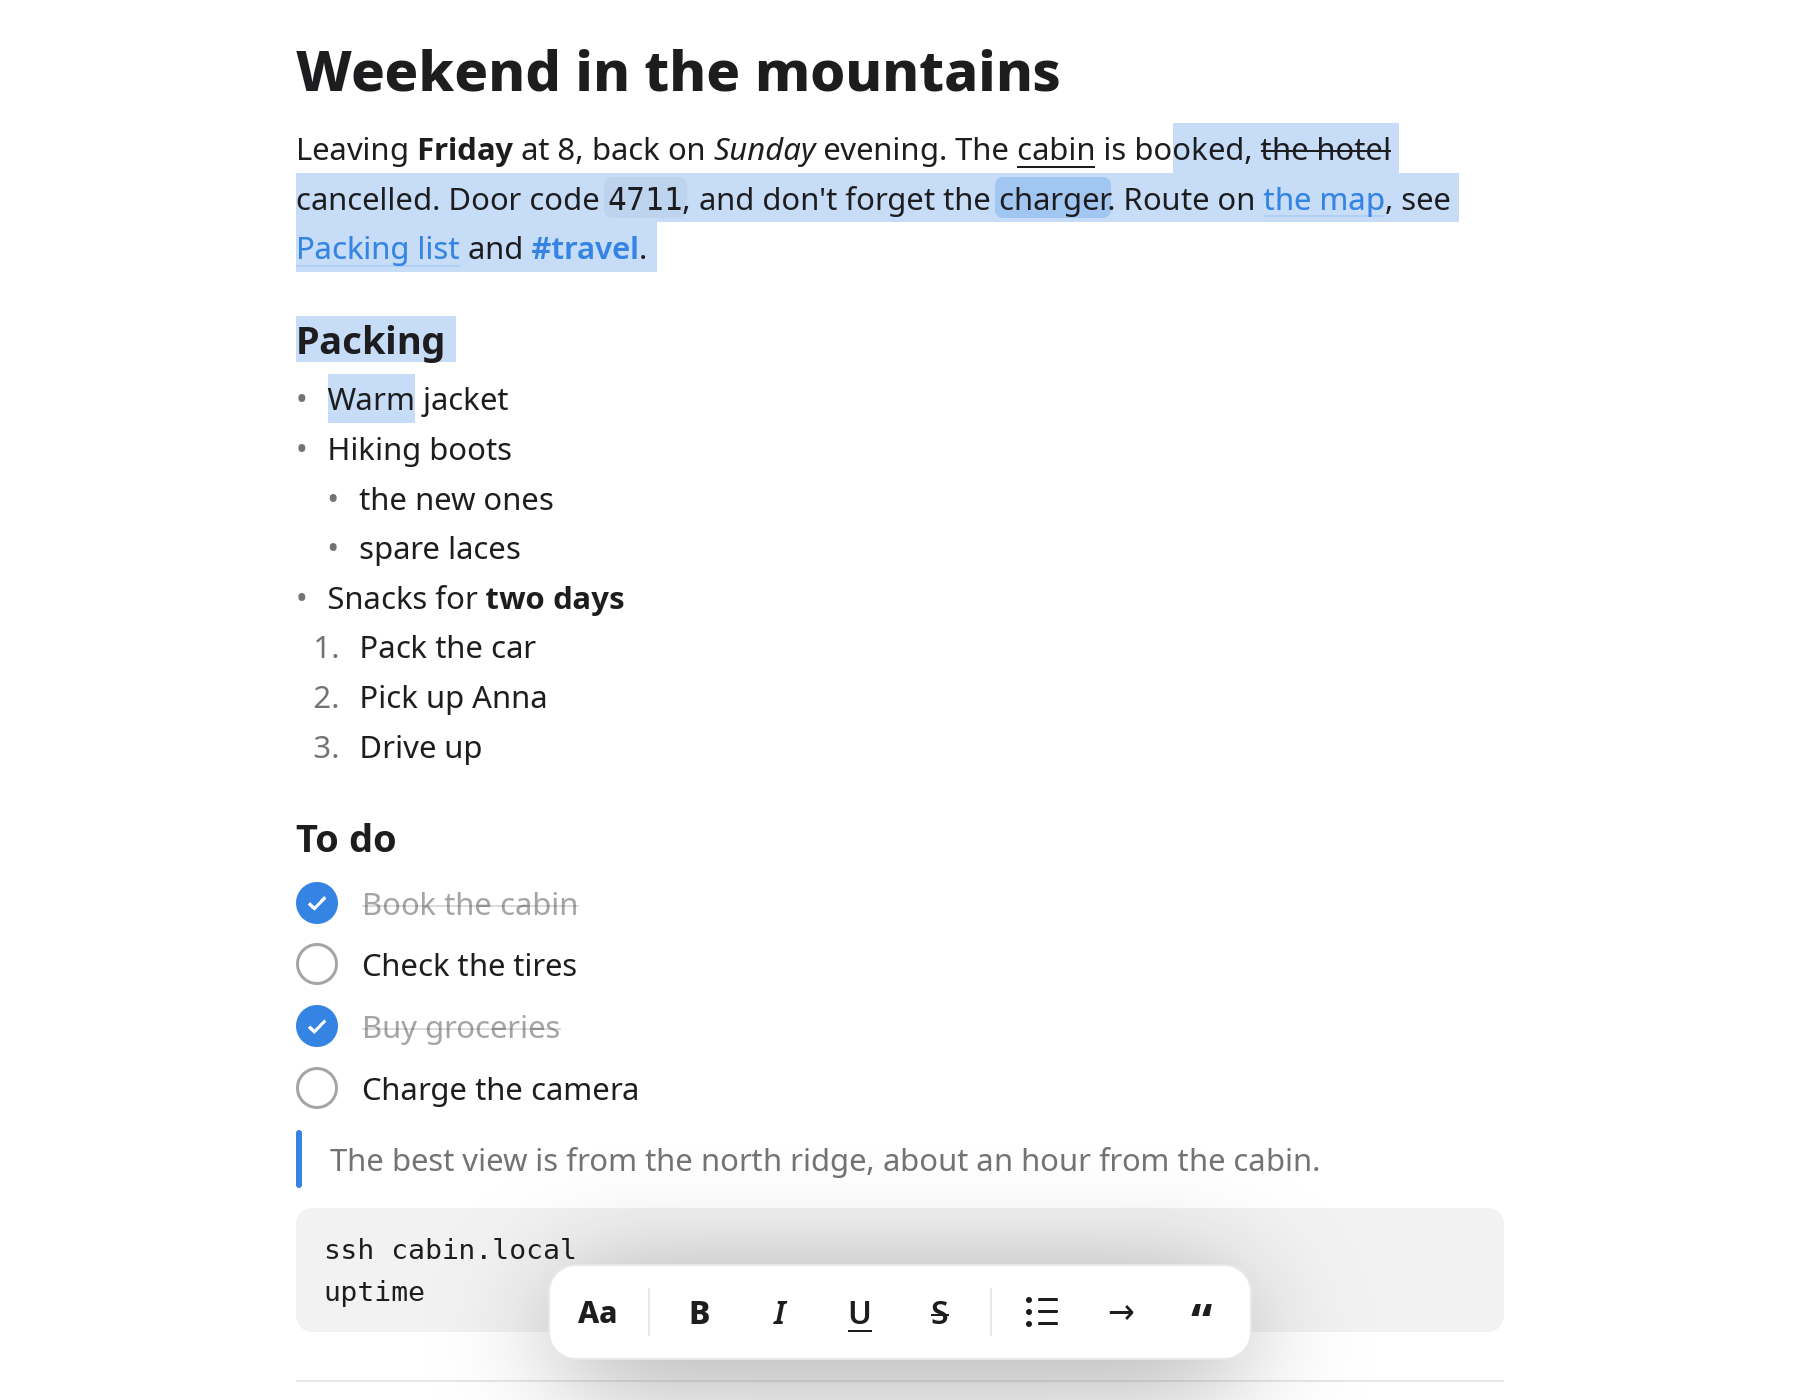 Weekend in the mountains
Leaving Friday at 8, back on Sunday evening. The cabin is booked, the hotel
cancelled. Door code 4711, and don't forget the charger. Route on the map, see
Packing list and #travel.
Packing
• Warm jacket
• Hiking boots
• the new ones
• spare laces
• Snacks for two days
1. Pack the car
2. Pick up Anna
3. Drive up
To do
Book the cabin
Check the tires
Buy groceries
Charge the camera
The best view is from the north ridge, about an hour from the cabin.
ssh cabin.local
uptime
Aa B I U S → “